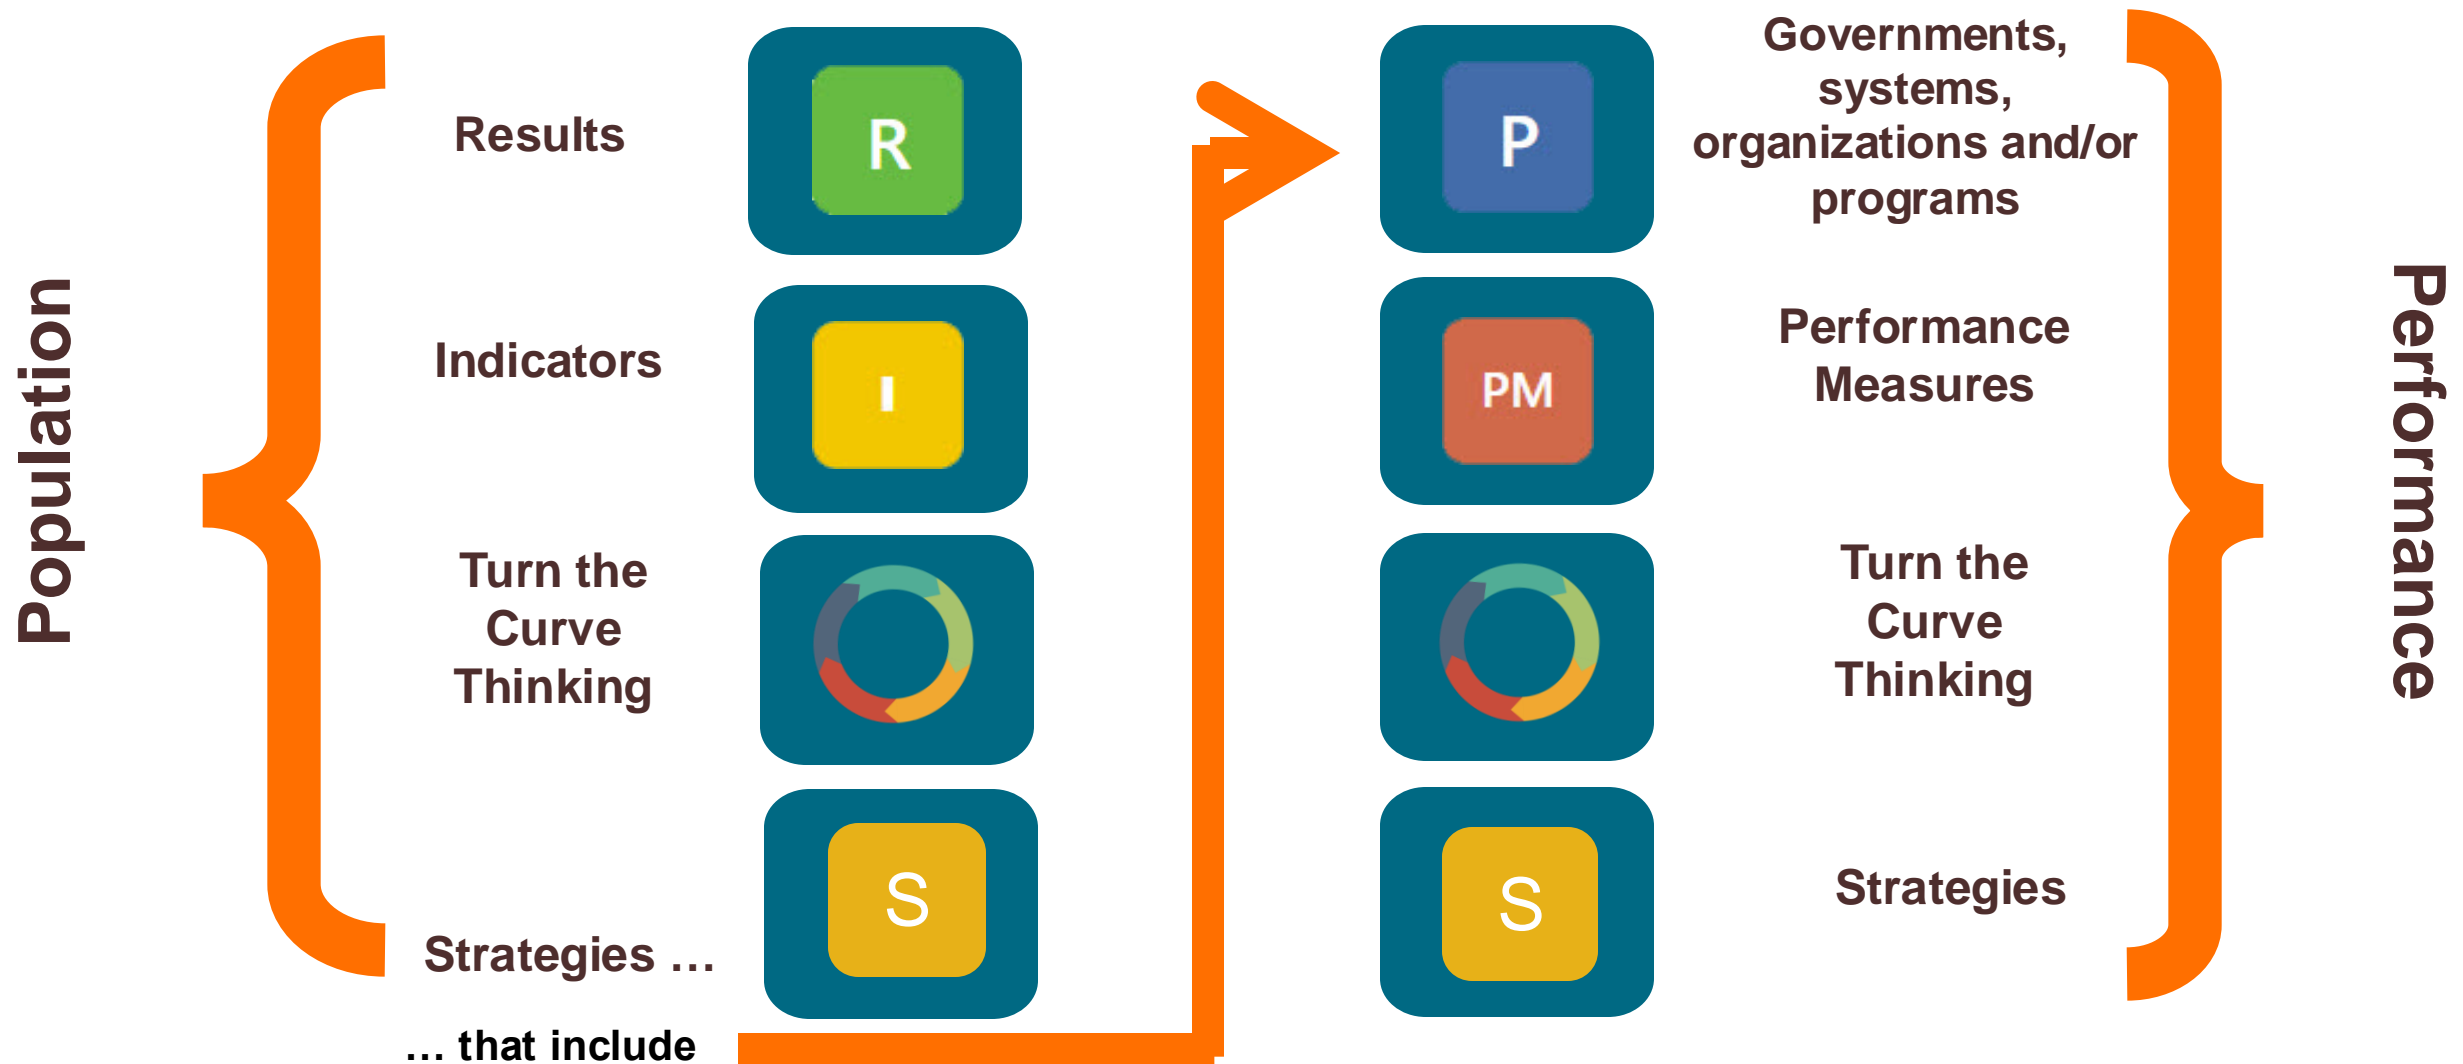 Population
Results
R
Indicators
I
Turn the
Curve
Thinking
Strategies …
S
… that include
P
Governments,
systems,
organizations and/or
programs
PM
Performance
Measures
Turn the
Curve
Thinking
S
Strategies
Performance